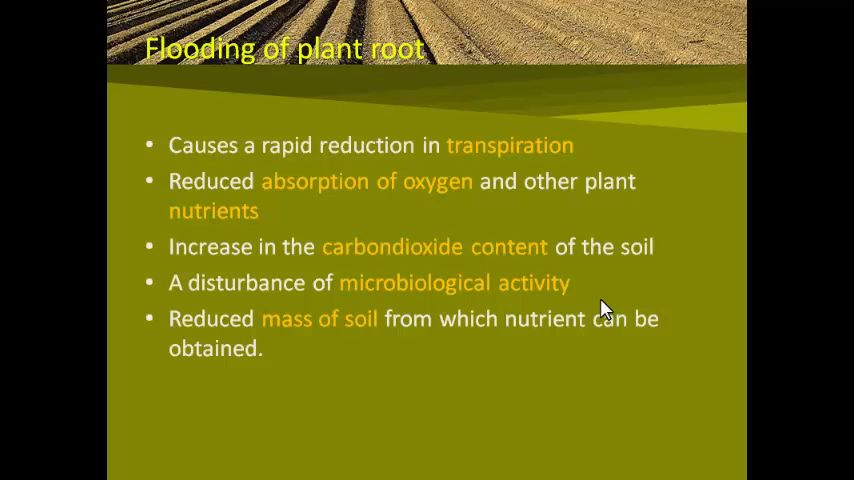 Flooding of plant root
• Causes a rapid reduction in transpiration
• Reduced absorption of oxygen and other plant
nutrients
• Increase in the carbondioxide content of the soil
• A disturbance of microbiological activity
• Reduced mass of soil from which nutrient can be
obtained.